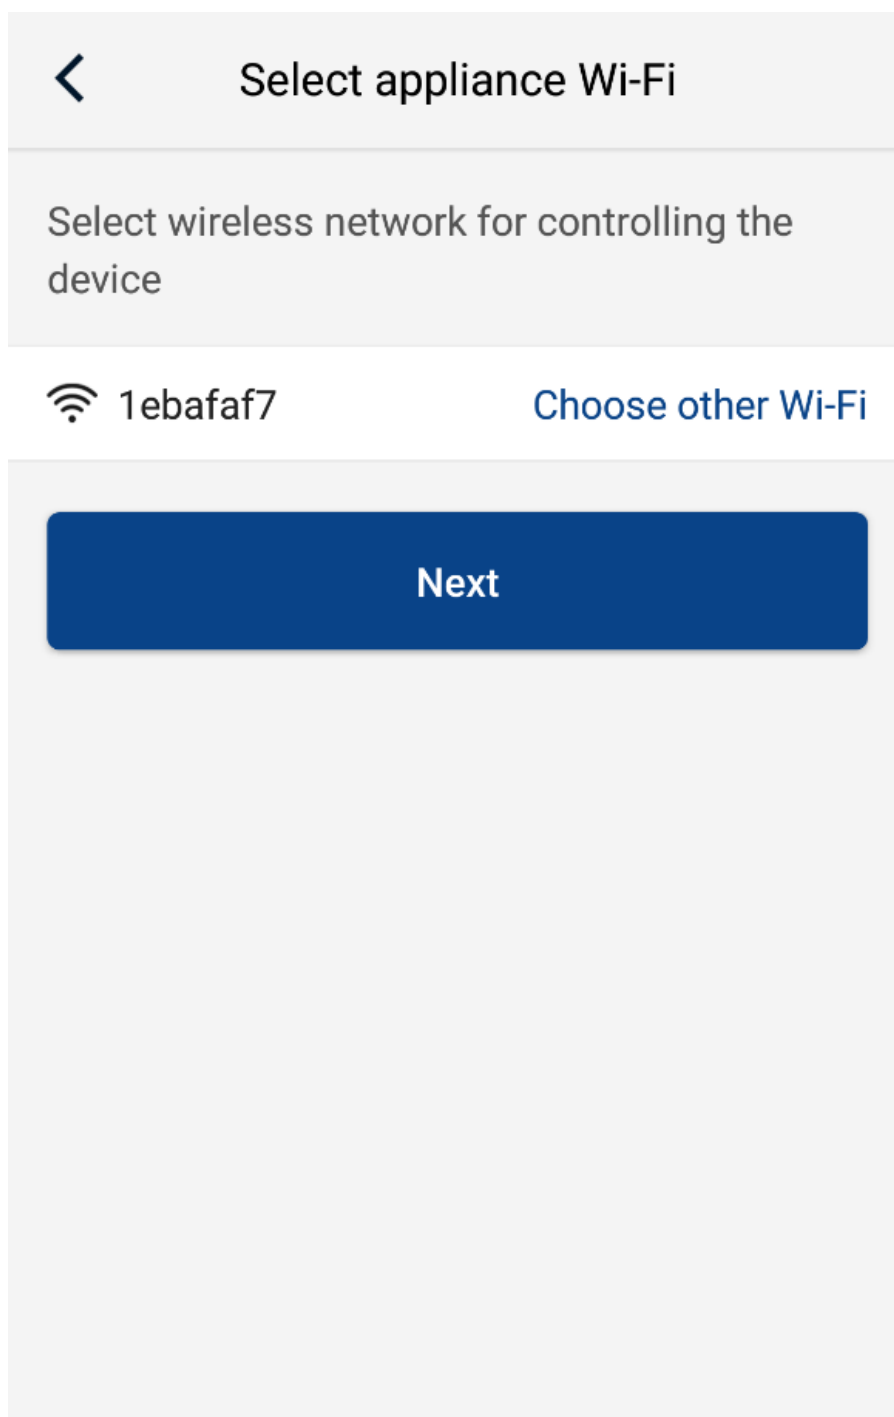 Select appliance Wi-Fi
Select wireless network for controlling the
device
1ebafaf7 Choose other Wi-Fi
Next